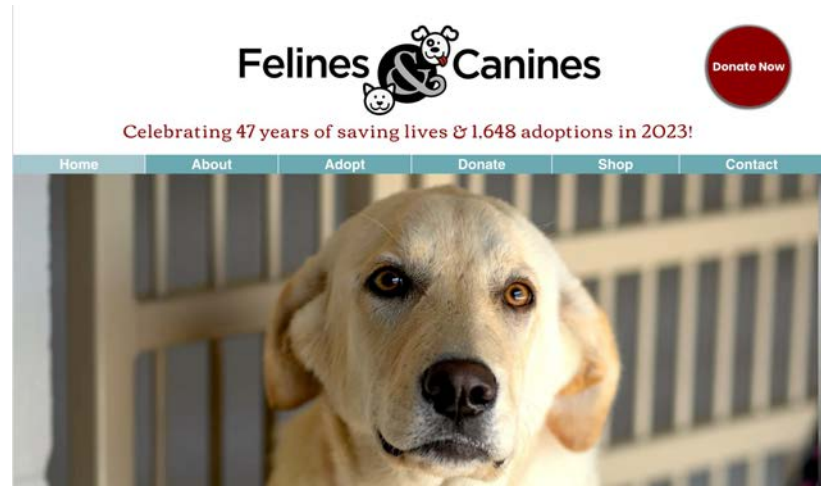 Felines & Canines
Donate Now
Celebrating 47 years of saving lives & 1,648 adoptions in 2023!
Home About Adopt Donate Shop Contact